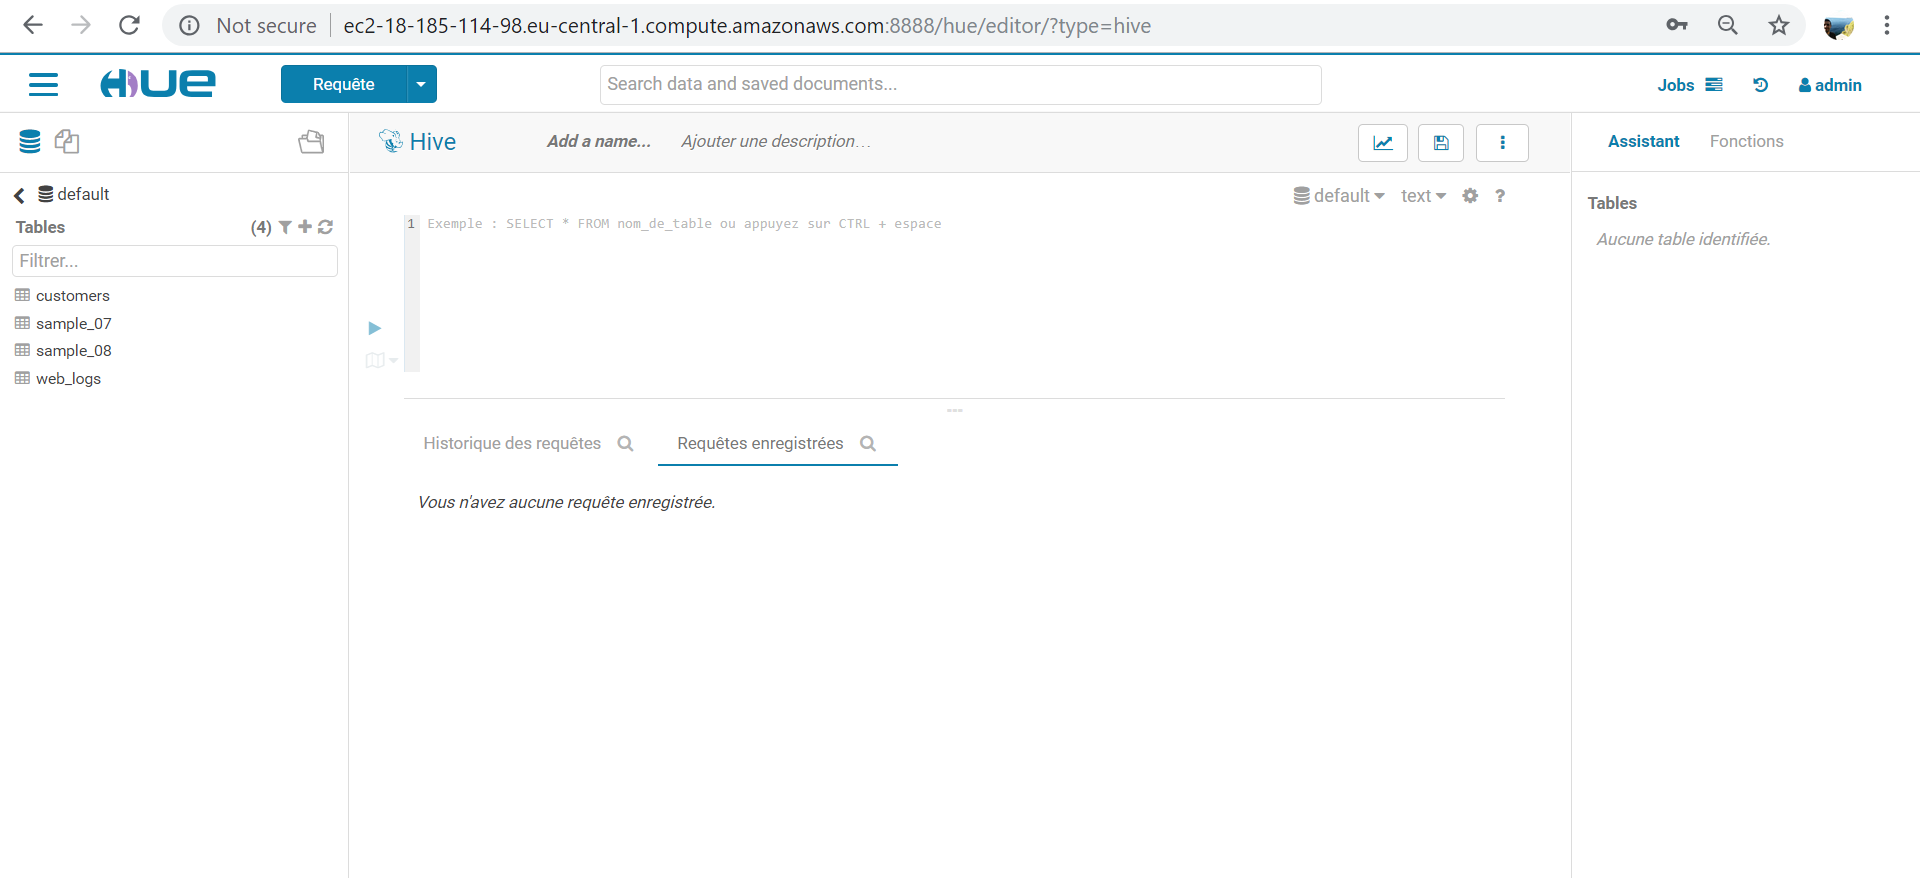 Not secure ec2-18-185-114-98.eu-central-1.compute.amazonaws.com:8888/hue/editor/?type=hive
HUE Requête Search data and saved documents... Jobs admin
Hive Add a name... Ajouter une description... Assistant Fonctions
default
default text ?
Tables (4)
Tables
1 Exemple : SELECT * FROM nom_de_table ou appuyez sur CTRL + espace
Aucune table identifiée.
Filtrer...
customers
sample_07
sample_08
web_logs
Historique des requêtes Requêtes enregistrées
Vous n'avez aucune requête enregistrée.